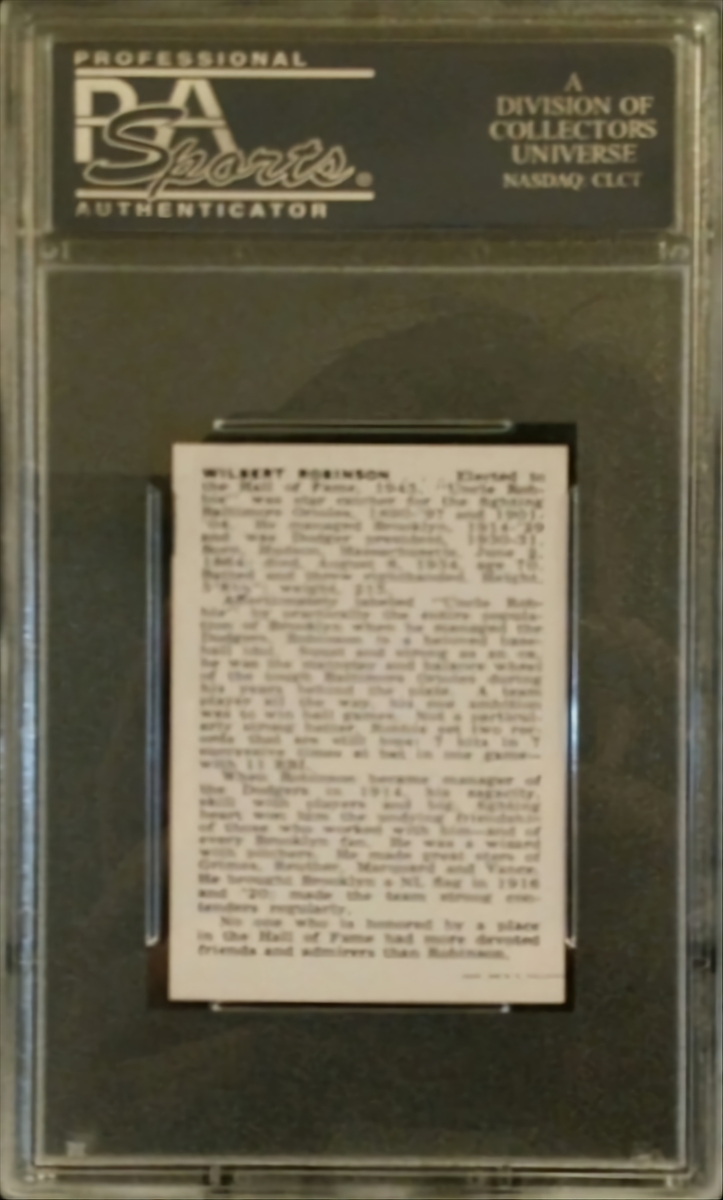 PROFESSIONAL
PSA
Sports®
AUTHENTICATOR
A
DIVISION OF
COLLECTORS
UNIVERSE
NASDAQ: CLCT
WILBERT ROBINSON Elected to
the Hall of Fame, 1945. "Uncle Rob-
bie" was star catcher for the fighting
Baltimore Orioles, 1890-'97 and 1901-
'04. He managed Brooklyn, 1914-'29
and was Dodger president, 1930-31.
Born, Hudson, Massachusetts, June 2,
1864; died, August 8, 1934, age 70.
Batted and threw righthanded. Height,
weight, 215.
Affectionately labeled "Uncle Rob-
bie" by practically the entire popula-
tion of Brooklyn when he managed the
Dodgers, Robinson is a beloved base-
ball idol. Stout and strong as an ox,
he was the mainstay and balance wheel
of the tough Baltimore Orioles during
his years behind the plate. A team
player all the way, his one ambition
was to win ball games. Not a particul-
arly strong hitter, Robbie set two rec-
ords that are still tops: 7 hits in 7
successive times at bat in one game—
with 11 RBI.
When Robinson became manager of
the Dodgers in 1914, his sagacity,
skill with players and big, fighting
heart won him the undying friendship
of those who worked with him—and of
every Brooklyn fan. He was a wizard
with pitchers. He made great stars of
Grimes, Reuther, Marquard and Vance.
He brought Brooklyn a NL flag in 1916
and '20; made the team strong con-
tenders regularly.
No one who is honored by a place
in the Hall of Fame had more devoted
friends and admirers than Robinson.